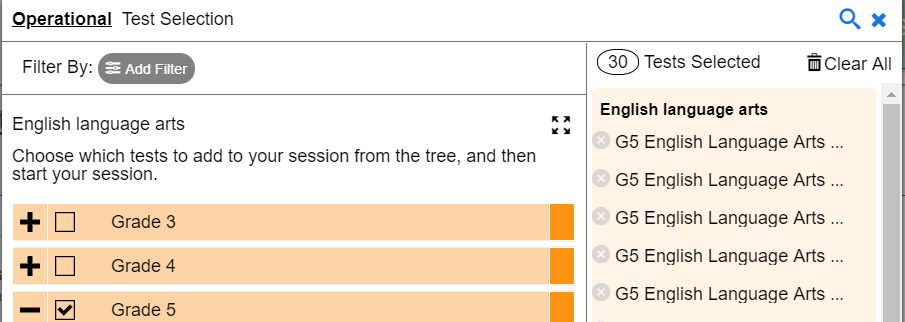 Operational Test Selection
Filter By: Add Filter
30 Tests Selected Clear All
English language arts
Choose which tests to add to your session from the tree, and then
start your session.
Grade 3
Grade 4
Grade 5
English language arts
G5 English Language Arts ...
G5 English Language Arts ...
G5 English Language Arts ...
G5 English Language Arts ...
G5 English Language Arts ...